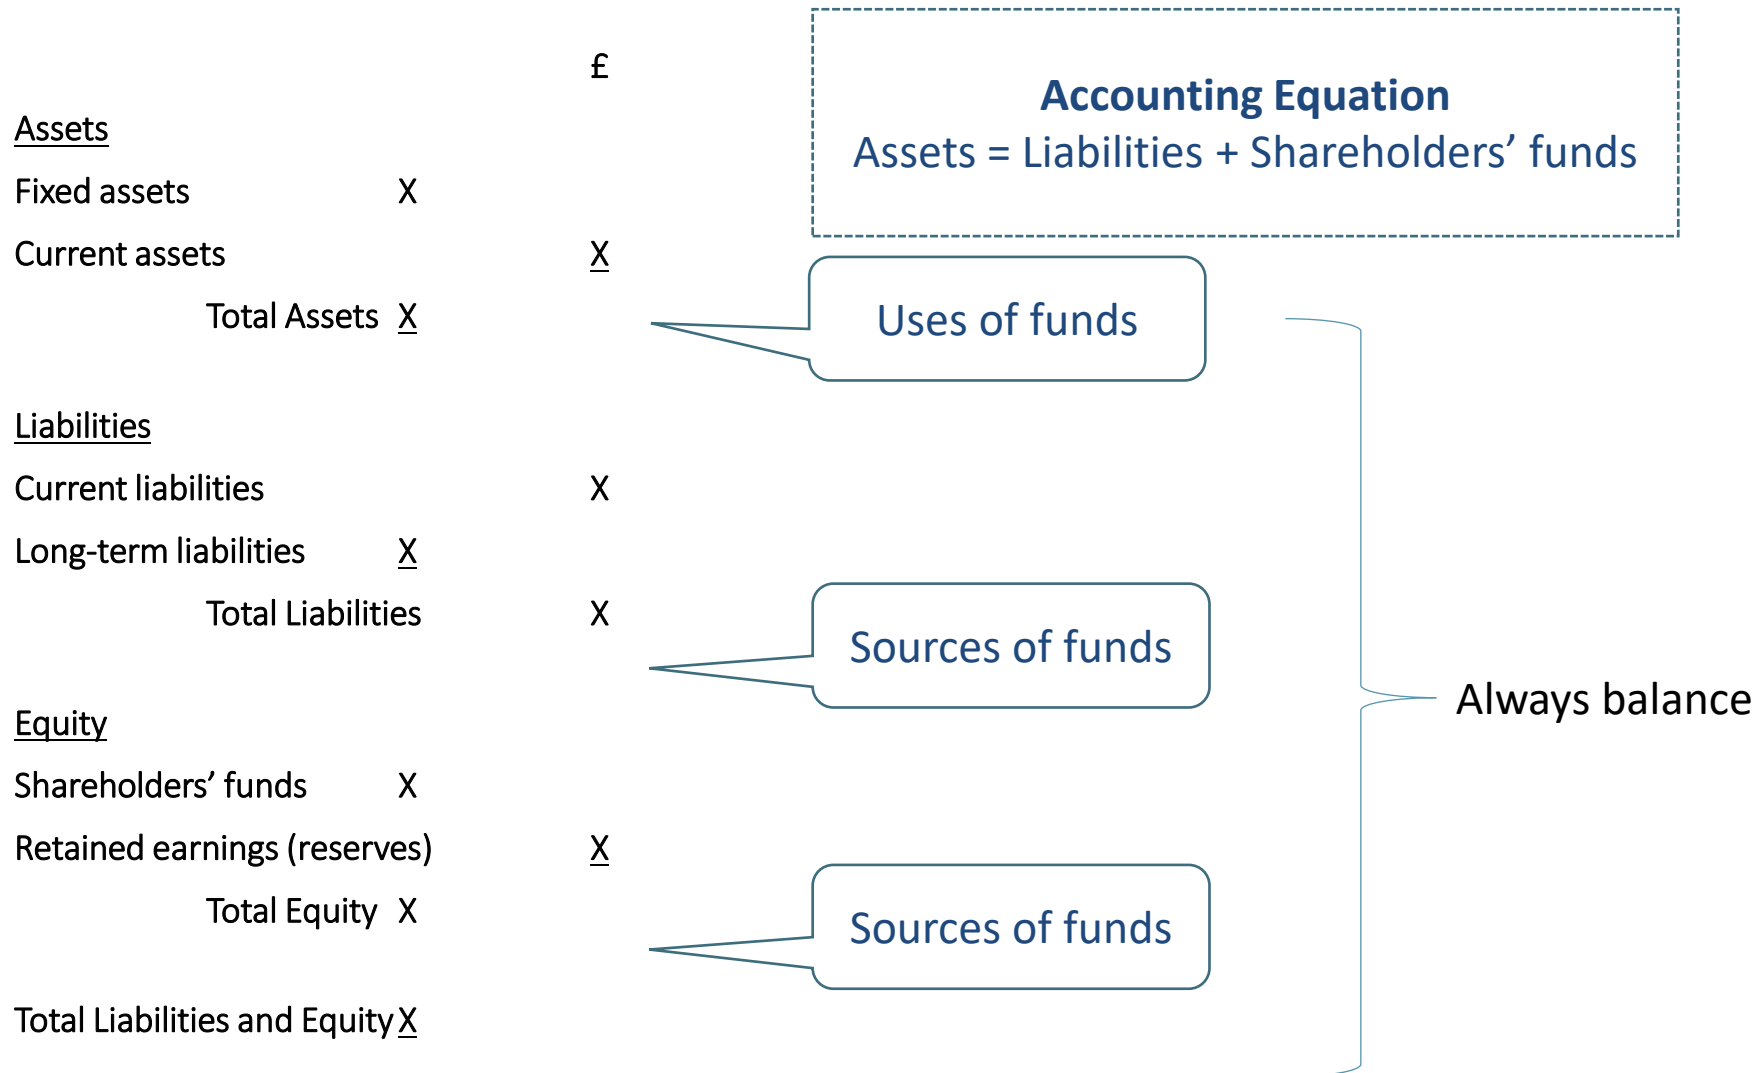 £
Assets
Fixed assets X
Current assets X
Total Assets X
Liabilities
Current liabilities X
Long-term liabilities X
Total Liabilities X
Equity
Shareholders’ funds X
Retained earnings (reserves) X
Total Equity X
Total Liabilities and Equity X
Accounting Equation
Assets = Liabilities + Shareholders’ funds
Uses of funds
Sources of funds
Sources of funds
Always balance